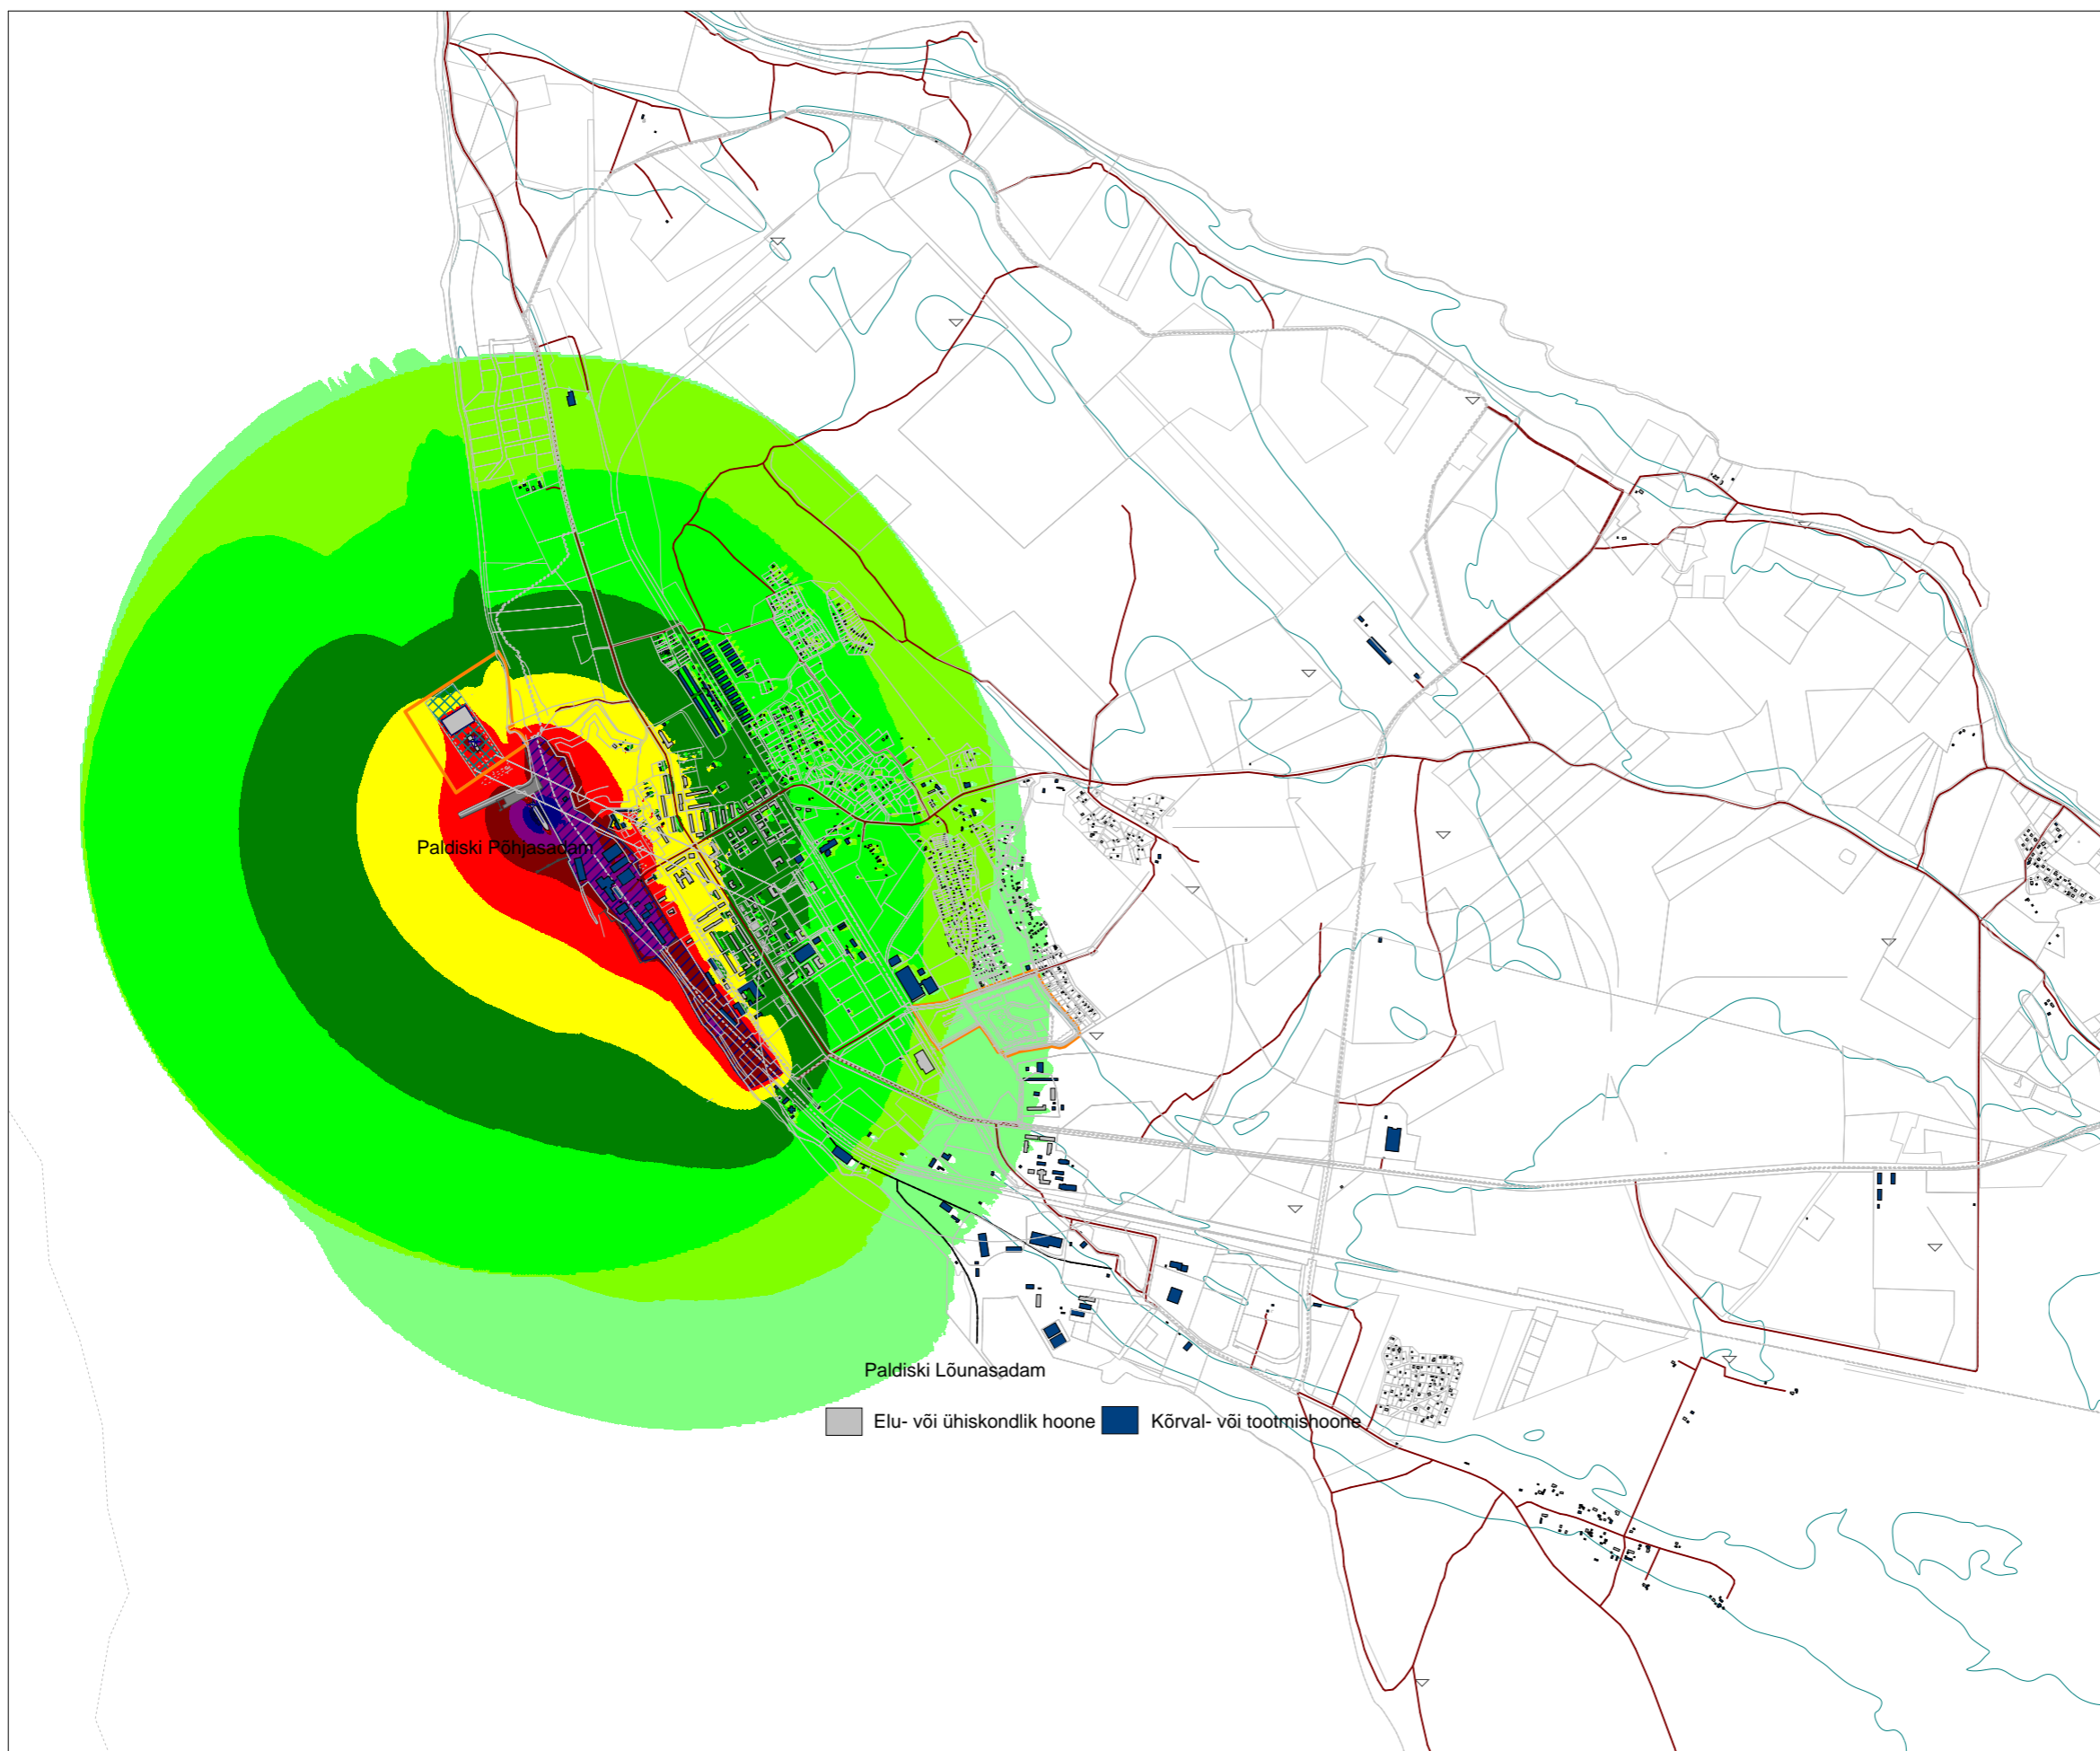 Paldiski Põhjasadam
Paldiski Lõunasadam
Elu- või ühiskondlik hoone
Kõrval- või tootmishoone